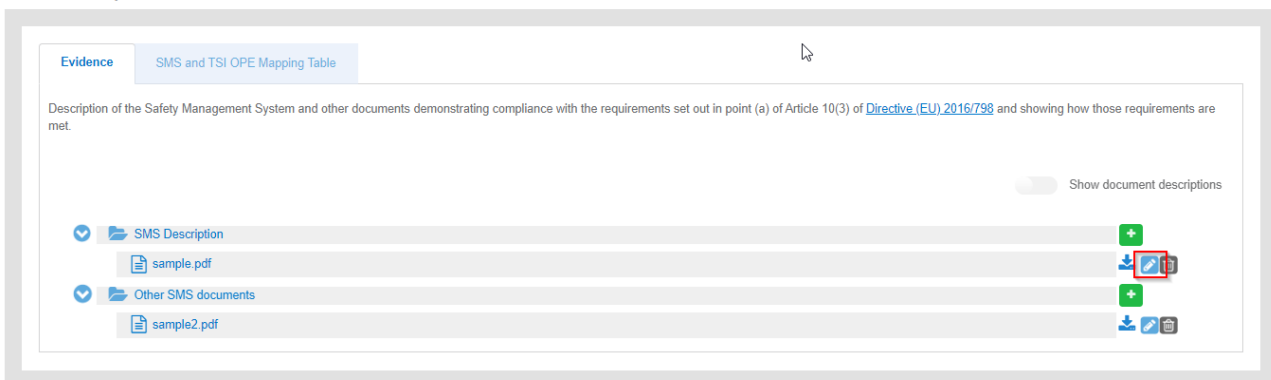 Evidence
SMS and TSI OPE Mapping Table
Description of the Safety Management System and other documents demonstrating compliance with the requirements set out in point (a) of Article 10(3) of Directive (EU) 2016/798 and showing how those requirements are
met.
Show document descriptions
SMS Description
sample.pdf
Other SMS documents
sample2.pdf